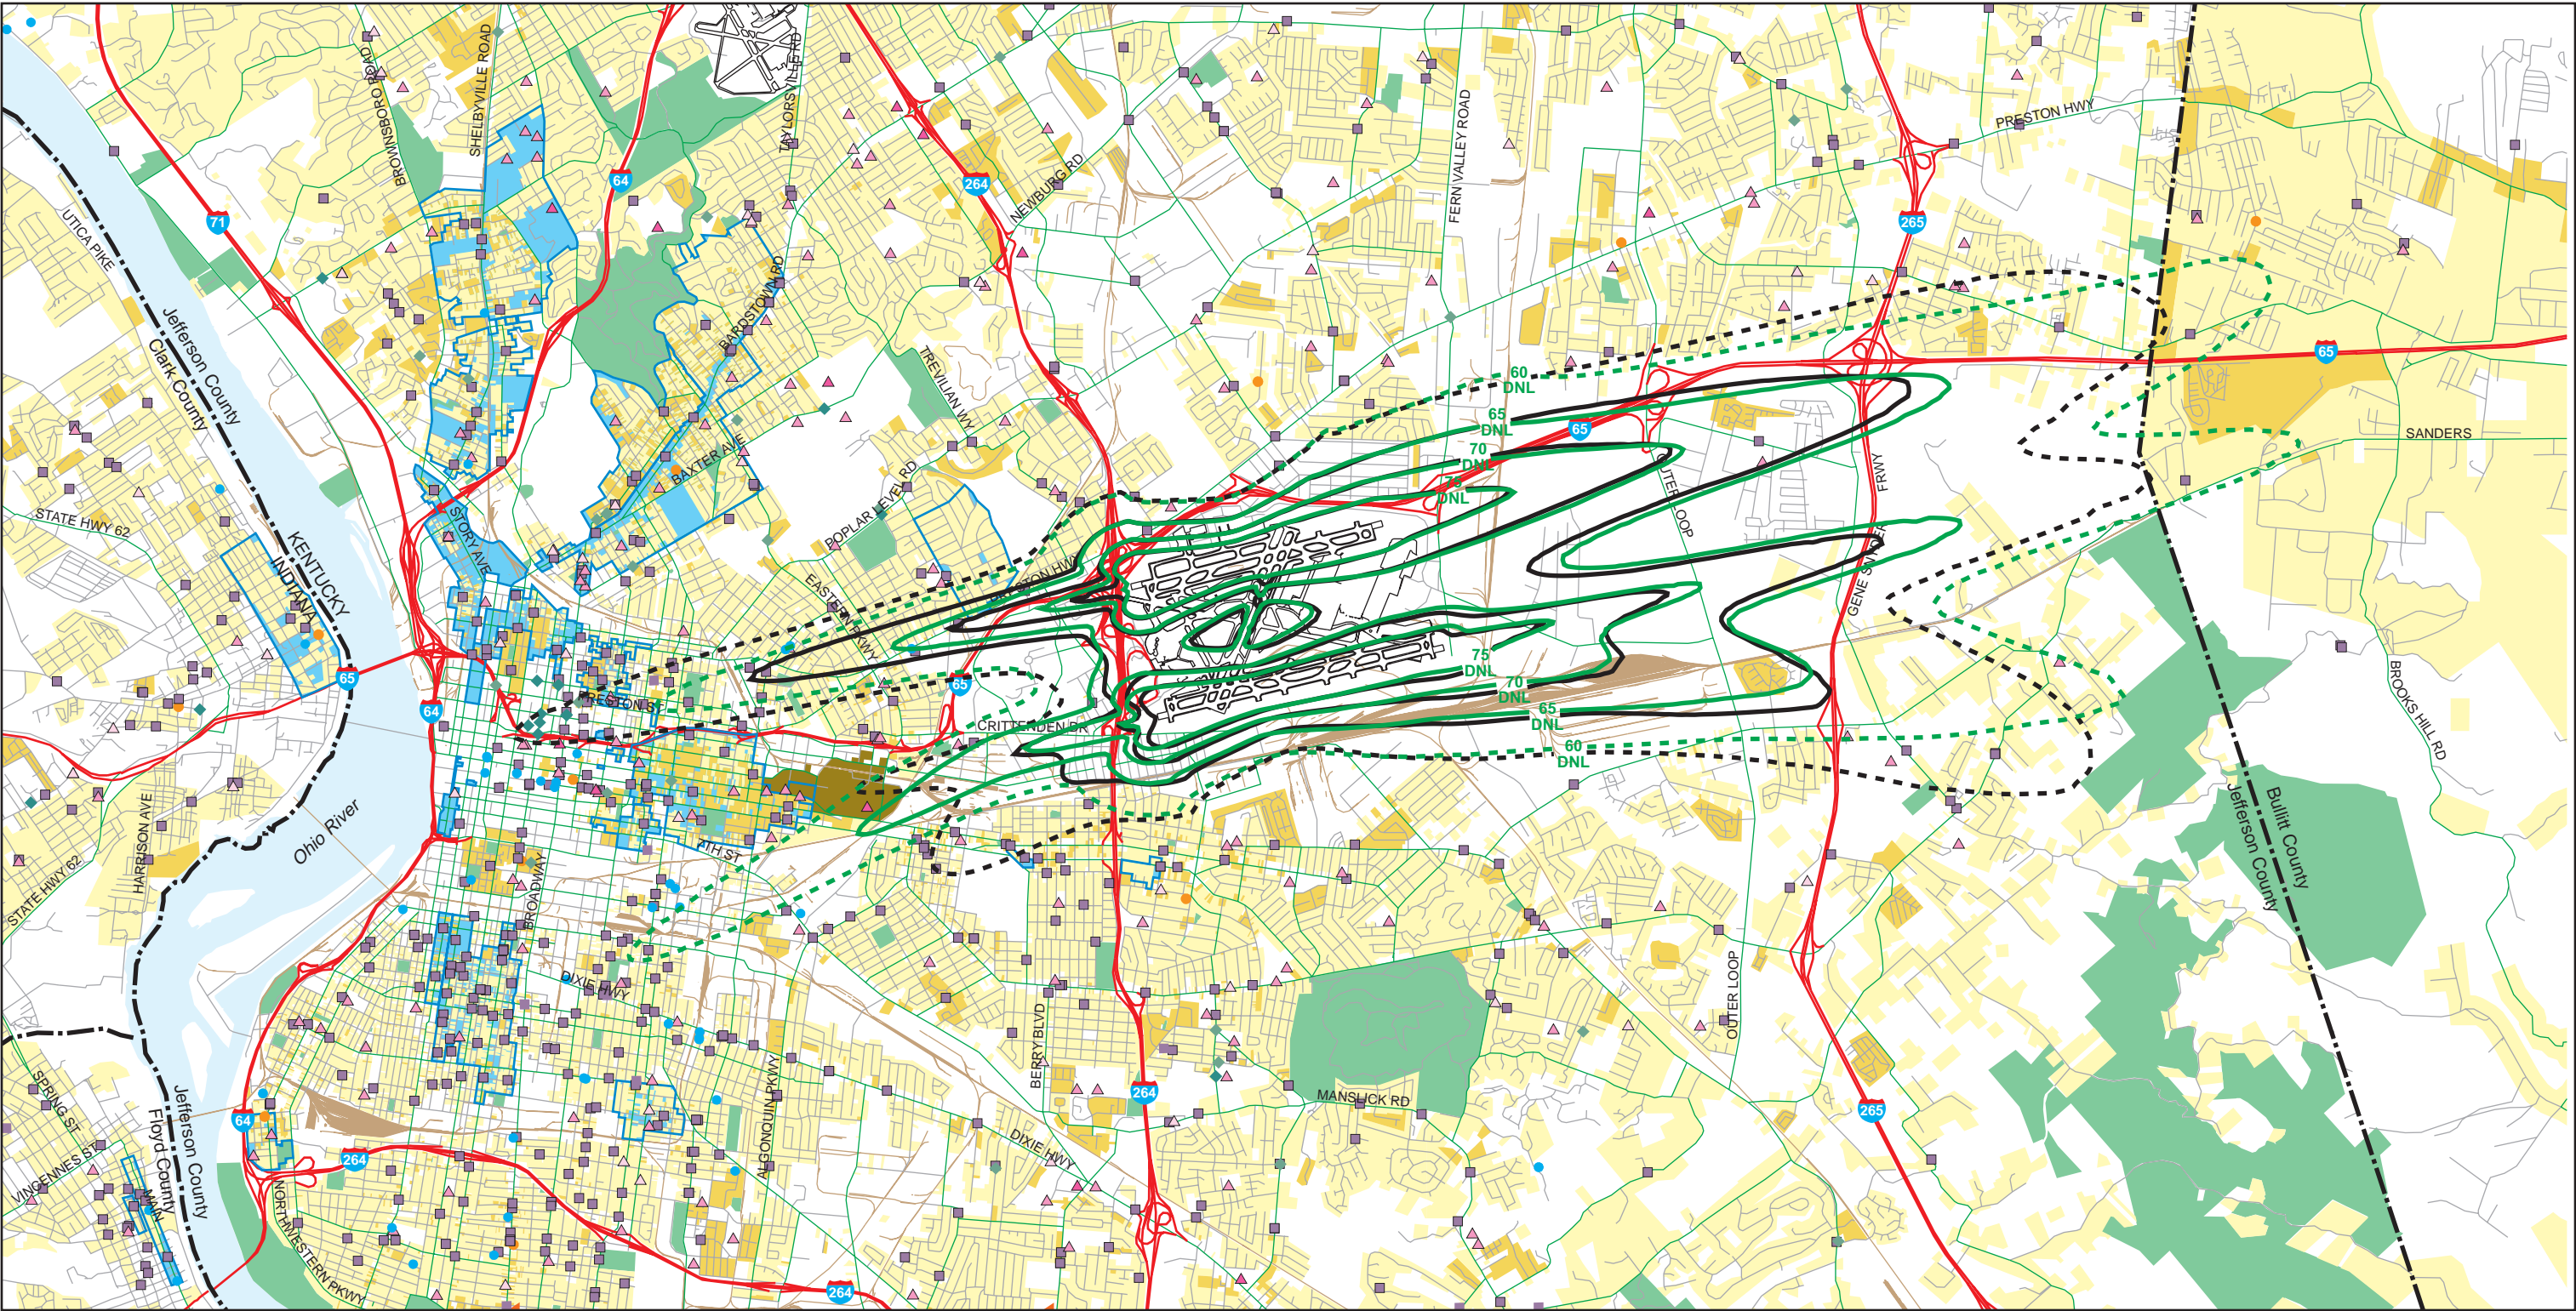 BROWNSBORO ROAD
SHELBYVILLE ROAD
TAYLORSVILLE RD
64
264
NEWBURG RD
FERN VALLEY ROAD
PRESTON HWY
265
71
UTICA PIKE
Jefferson County
Clark County
BARDSTOWN RD
TREVILIAN WY
65
60
DNL
65
DNL
65
70
DNL
75
DNL
SANDERS
BAXTER AVE
POPLAR LEVEL RD
OUTER LOOP
GENE SNYDER
FRWY
STATE HWY 62
KENTUCKY
INDIANA
STORY AVE
PRESTON HWY
EASTERN PKWY
65
64
65
PRESTON ST
CRITTENDEN DR
75
DNL
70
DNL
65
DNL
60
DNL
BROOKS HILL RD
Bullitt County
Jefferson County
HARRISON AVE
Ohio River
STATE HWY 62
7TH ST
BROADWAY
DIXIE HWY
OUTER LOOP
BERRY BLVD
ALGONQUIN PKWY
264
MANSLICK RD
265
SPRING ST
VINCENNES ST
MAIN
Floyd County
Jefferson County
64
264
DIXIE HWY
NORTHWESTERN PKWY
264